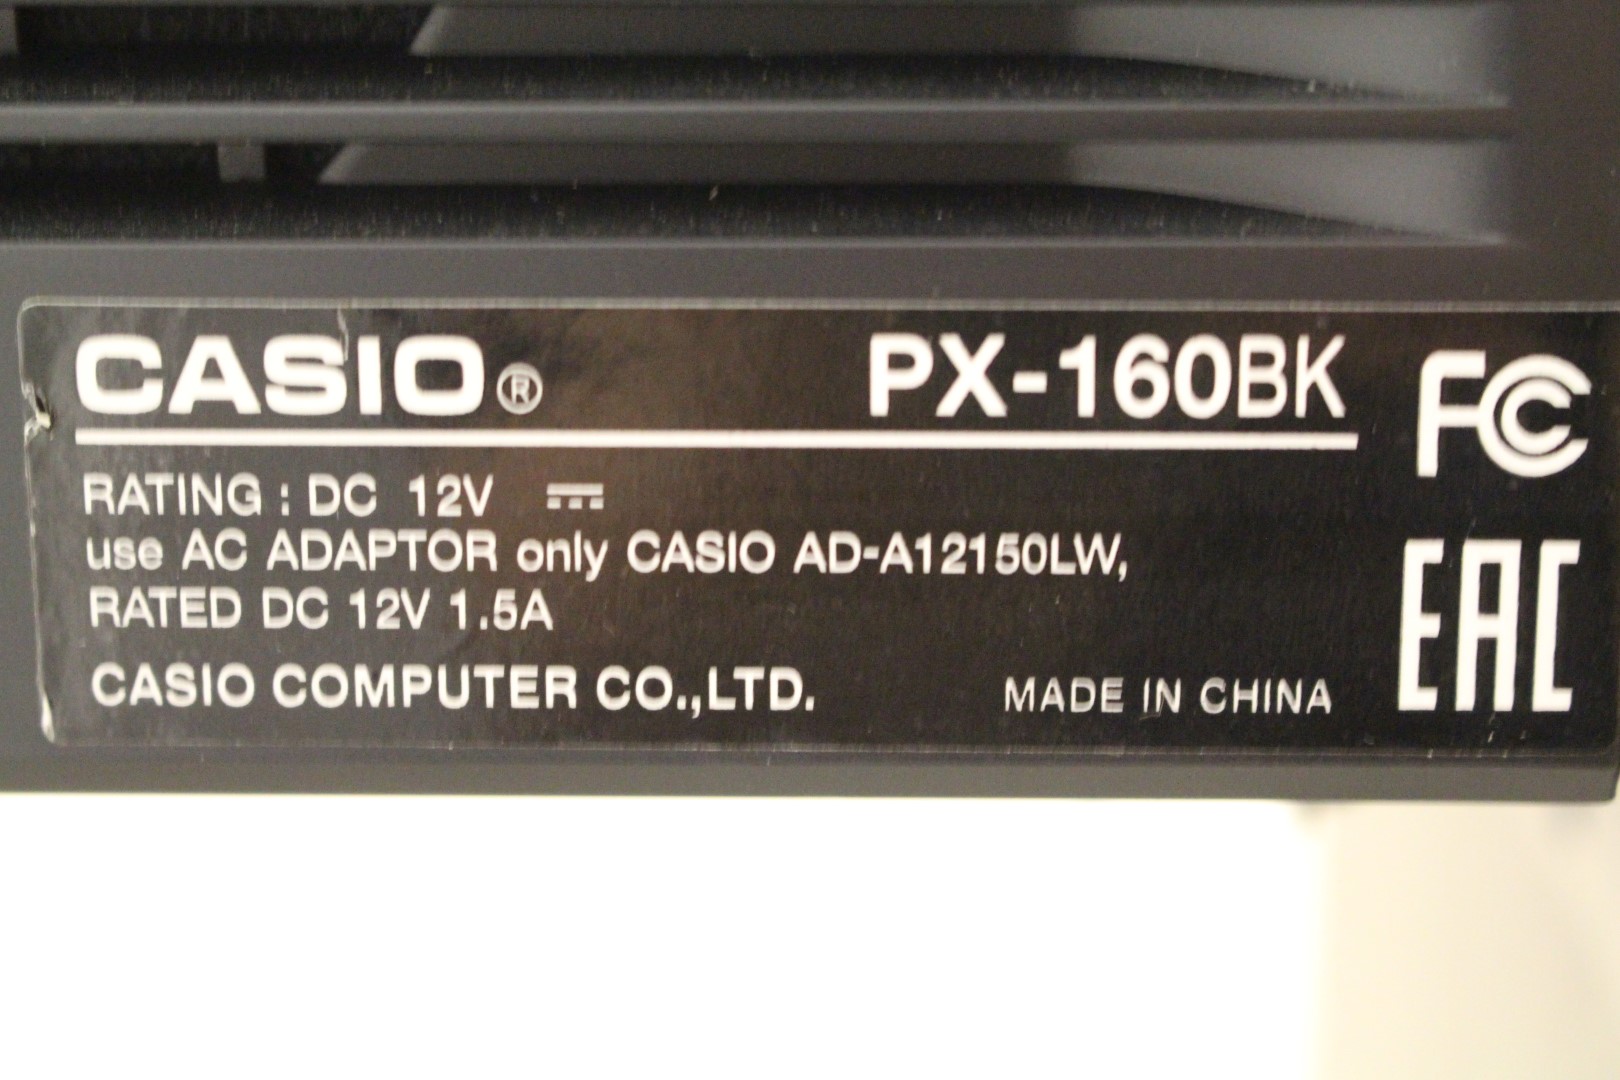 CASIO® PX-160BK
FC
RATING : DC 12V ⎓
use AC ADAPTOR only CASIO AD-A12150LW,
RATED DC 12V 1.5A
EAC
CASIO COMPUTER CO.,LTD. MADE IN CHINA